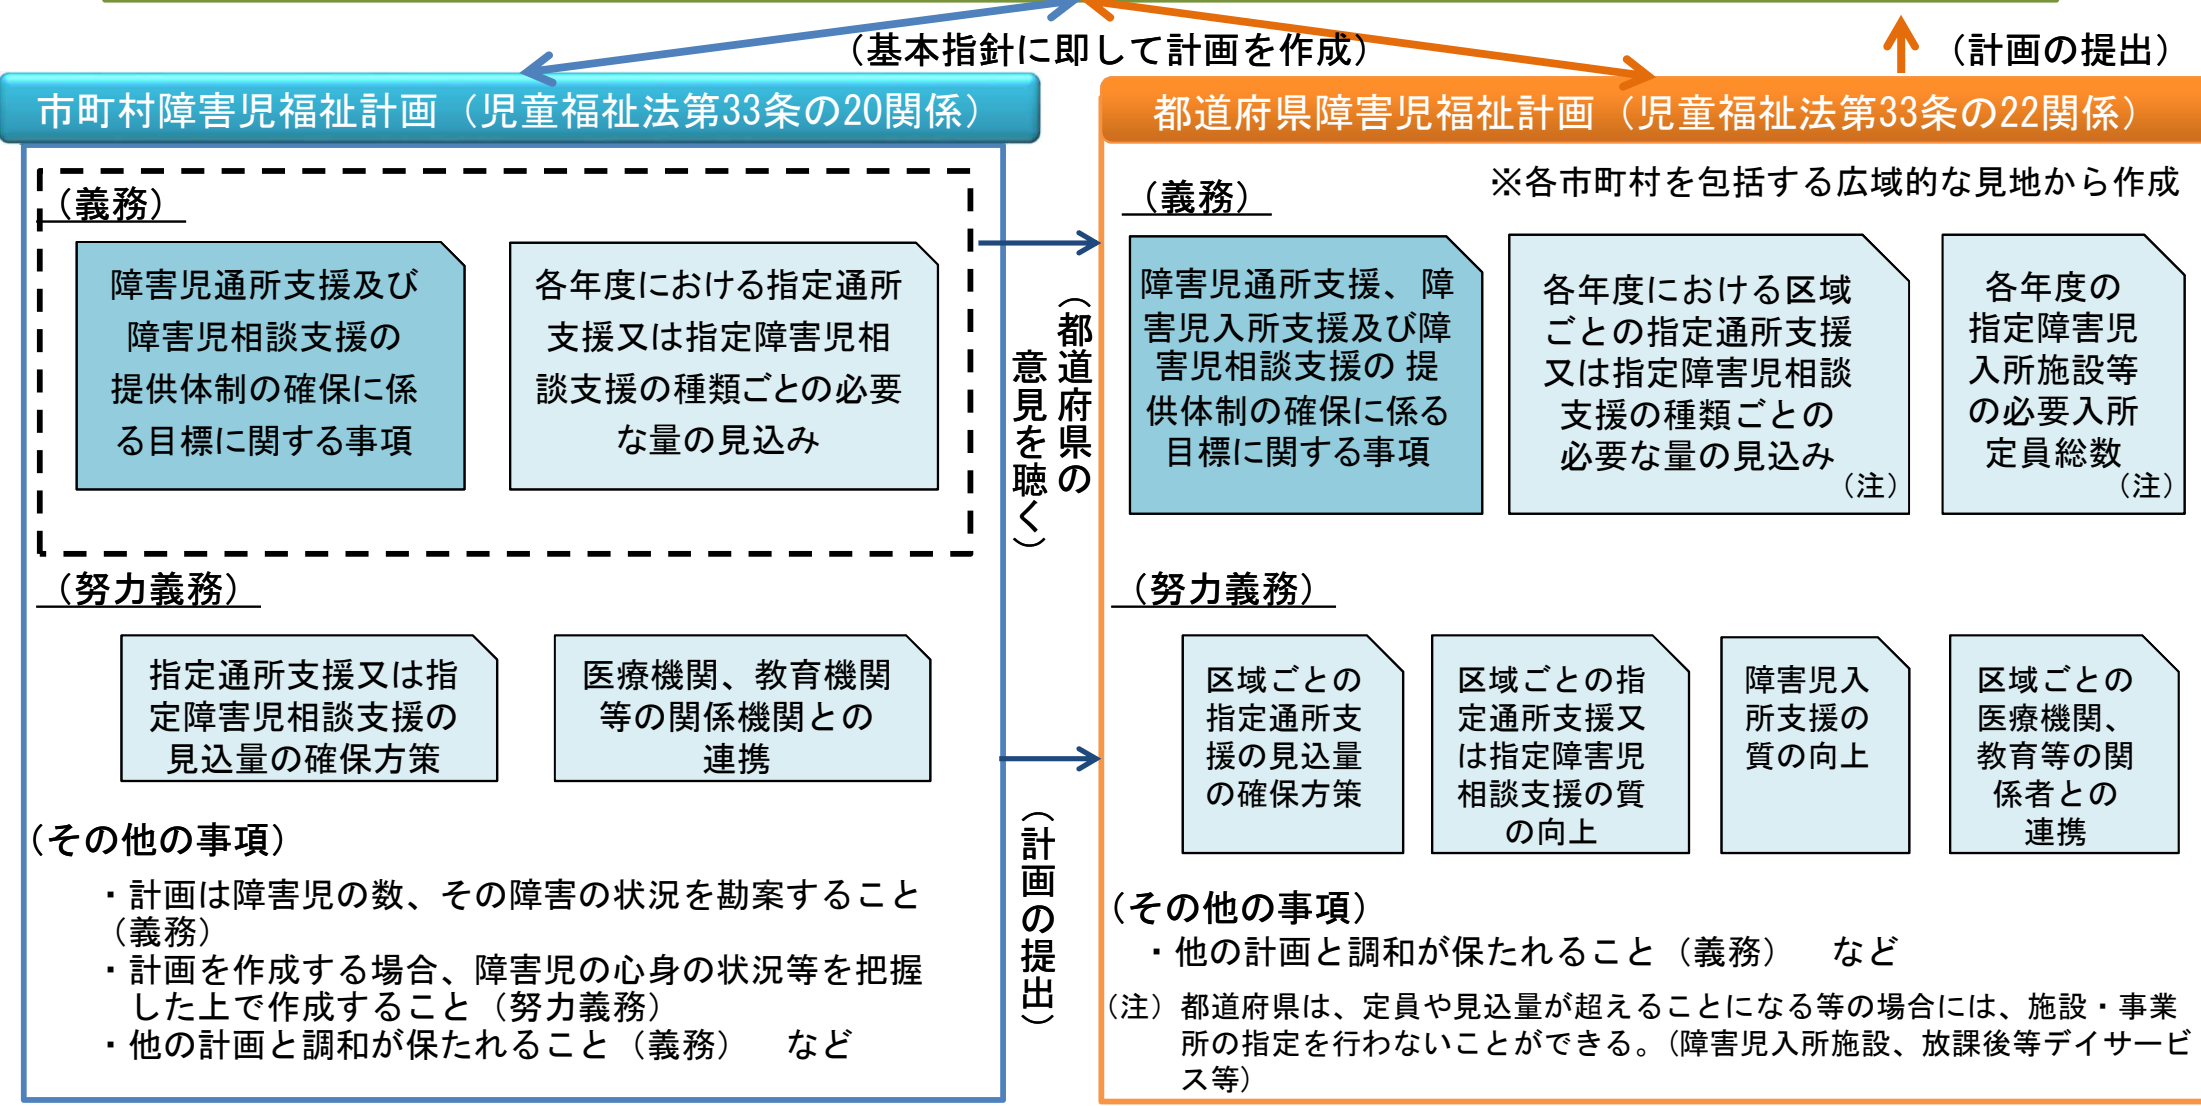 （基本指針に即して計画を作成）
（計画の提出）
市町村障害児福祉計画（児童福祉法第33条の20関係）
（義務）
障害児通所支援及び
障害児相談支援の
提供体制の確保に係
る目標に関する事項
各年度における指定通所
支援又は指定障害児相
談支援の種類ごとの必要
な量の見込み
（努力義務）
指定通所支援又は指
定障害児相談支援の
見込量の確保方策
医療機関、教育機関
等の関係機関との
連携
（その他の事項）
・計画は障害児の数、その障害の状況を勘案すること
（義務）
・計画を作成する場合、障害児の心身の状況等を把握
した上で作成すること（努力義務）
・他の計画と調和が保たれること（義務）　など
（都道府県の
意見を聴く）
（計画の提出）
都道府県障害児福祉計画（児童福祉法第33条の22関係）
※各市町村を包括する広域的な見地から作成
（義務）
障害児通所支援、障
害児入所支援及び障
害児相談支援の 提
供体制の確保に係る
目標に関する事項
各年度における区域
ごとの指定通所支援
又は指定障害児相談
支援の種類ごとの
必要な量の見込み
（注）
各年度の
指定障害児
入所施設等
の必要入所
定員総数
（注）
（努力義務）
区域ごとの
指定通所支
援の見込量
の確保方策
区域ごとの指
定通所支援又
は指定障害児
相談支援の質
の向上
障害児入
所支援の
質の向上
区域ごとの
医療機関、
教育等の関
係者との
連携
（その他の事項）
・他の計画と調和が保たれること（義務）　など
（注）都道府県は、定員や見込量が超えることになる等の場合には、施設・事業
所の指定を行わないことができる。（障害児入所施設、放課後等デイサービ
ス等）